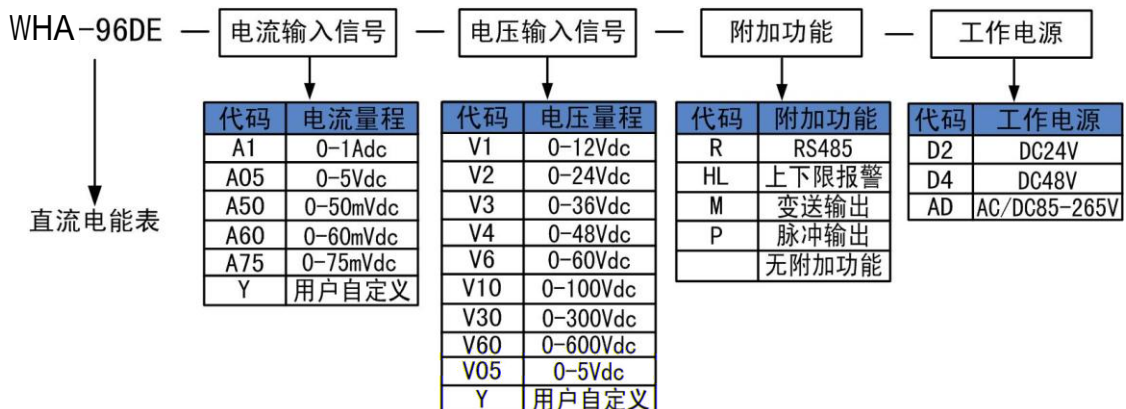 WHA-96DE — 电流输入信号 — 电压输入信号 — 附加功能 — 工作电源
直流电能表
代码 电流量程
A1 0-1Adc
A05 0-5Vdc
A50 0-50mVdc
A60 0-60mVdc
A75 0-75mVdc
Y 用户自定义
代码 电压量程
V1 0-12Vdc
V2 0-24Vdc
V3 0-36Vdc
V4 0-48Vdc
V6 0-60Vdc
V10 0-100Vdc
V30 0-300Vdc
V60 0-600Vdc
V05 0-5Vdc
Y 用户自定义
代码 附加功能
R RS485
HL 上下限报警
M 变送输出
P 脉冲输出
无附加功能
代码 工作电源
D2 DC24V
D4 DC48V
AD AC/DC85-265V